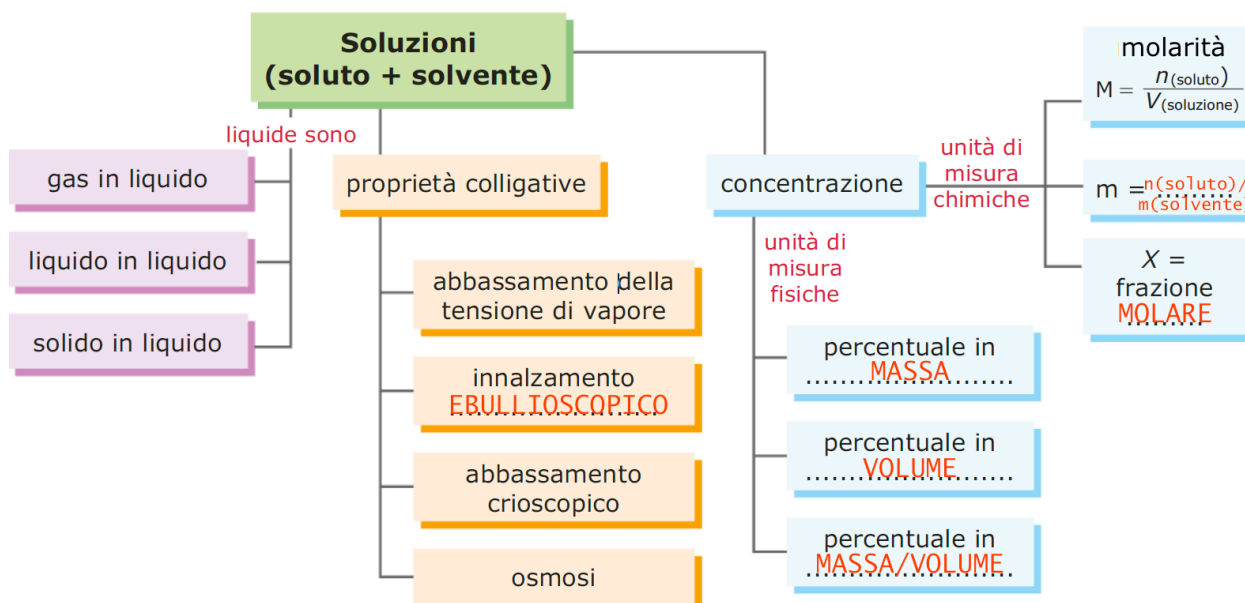 Soluzioni
(soluto + solvente)
liquide sono
gas in liquido
liquido in liquido
solido in liquido
proprietà colligative
abbassamento della
tensione di vapore
innalzamento
EBULLIOSCOPICO
abbassamento
crioscopico
osmosi
concentrazione
unità di
misura
fisiche
percentuale in
MASSA
percentuale in
VOLUME
percentuale in
MASSA/VOLUME
unità di
misura
chimiche
molarità
M = n(soluto)
V(soluzione)
m = n(soluto)/
m(solvente)
X =
frazione
MOLARE